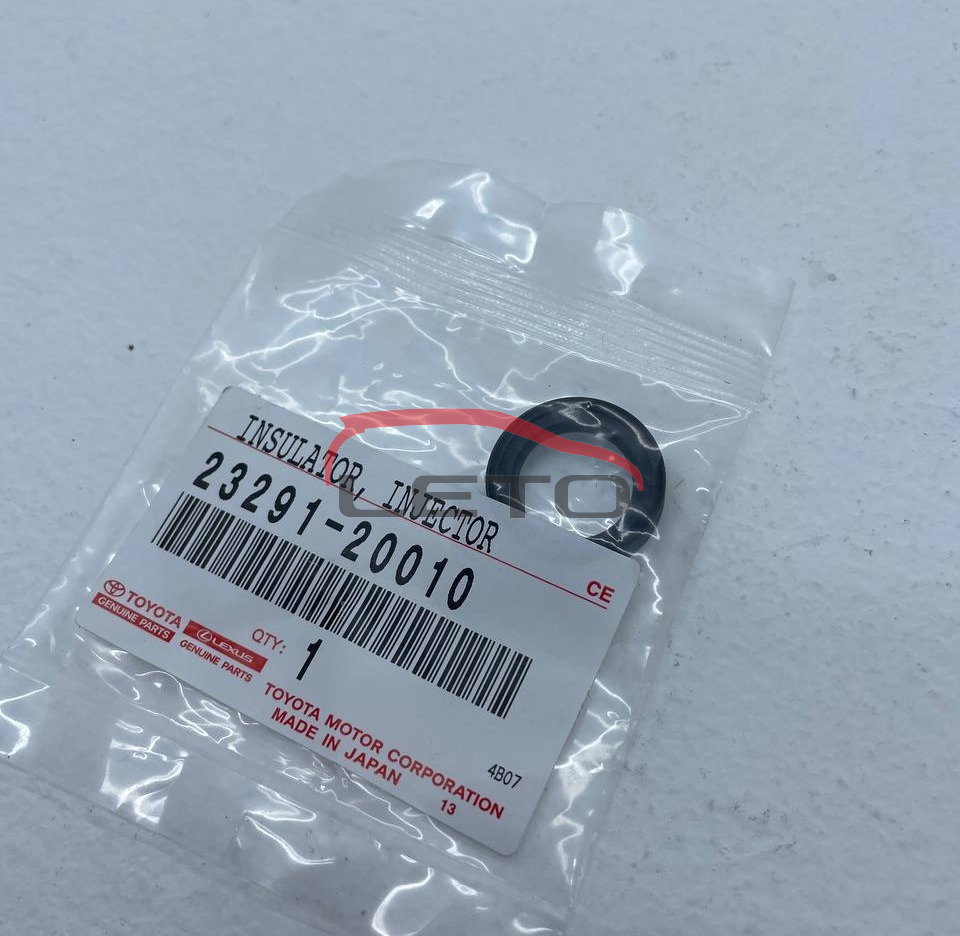 INSULATOR, INJECTOR
23291-20010
CE
TOYOTA
GENUINE PARTS
LEXUS
GENUINE PARTS
QTY:
1
TOYOTA MOTOR CORPORATION
MADE IN JAPAN
13
4B07
LETO